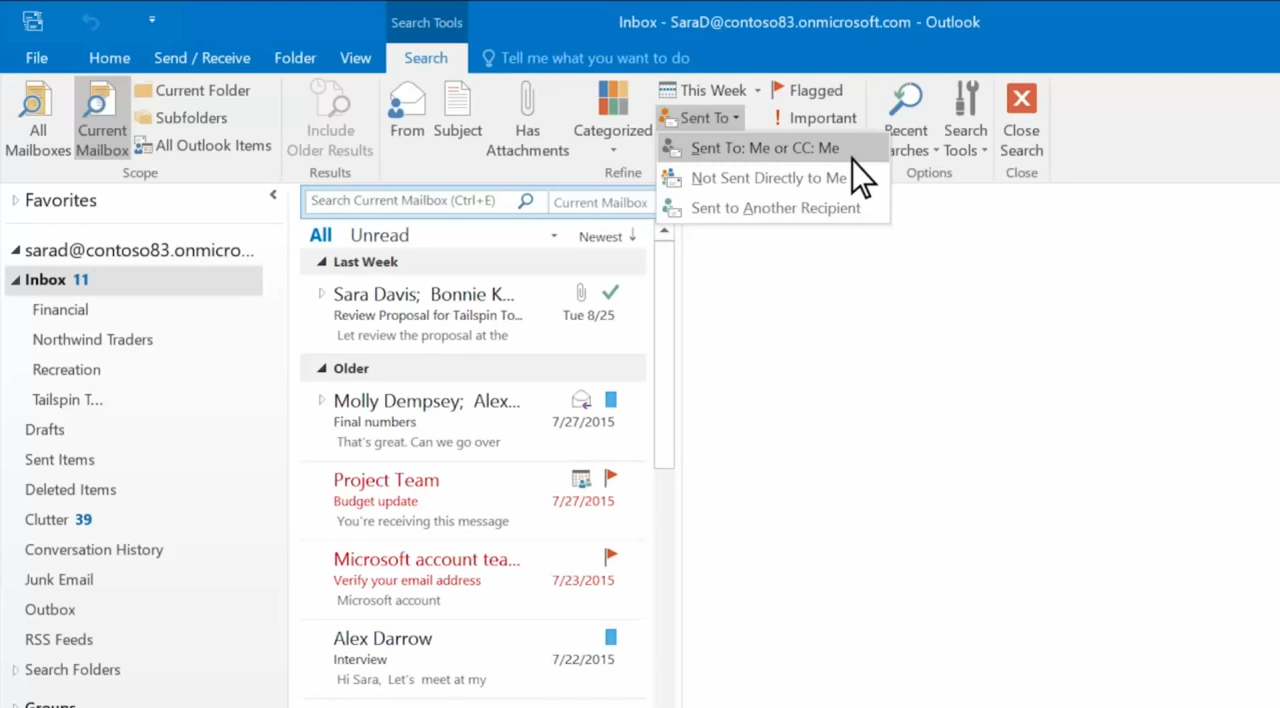 Search Tools
Inbox - SaraD@contoso83.onmicrosoft.com - Outlook
File Home Send / Receive Folder View Search Tell me what you want to do
All Mailboxes
Current Mailbox
Current Folder
Subfolders
All Outlook Items
Scope
Include Older Results
Results
From
Subject
Has Attachments
Categorized
This Week
Sent To
Flagged
! Important
Refine
Recent
arches
Search Tools
Options
Close Search
Close
Sent To: Me or CC: Me
Not Sent Directly to Me
Sent to Another Recipient
Favorites
sarad@contoso83.onmicro...
Inbox 11
Financial
Northwind Traders
Recreation
Tailspin T...
Drafts
Sent Items
Deleted Items
Clutter 39
Conversation History
Junk Email
Outbox
RSS Feeds
Search Folders
Groups
Search Current Mailbox (Ctrl+E)
Current Mailbox
All Unread Newest ↓
Last Week
Sara Davis; Bonnie K...
Review Proposal for Tailspin To... Tue 8/25
Let review the proposal at the
Older
Molly Dempsey; Alex...
Final numbers 7/27/2015
That's great. Can we go over
Project Team
Budget update 7/27/2015
You're receiving this message
Microsoft account tea...
Verify your email address 7/23/2015
Microsoft account
Alex Darrow
Interview 7/22/2015
Hi Sara, Let's meet at my